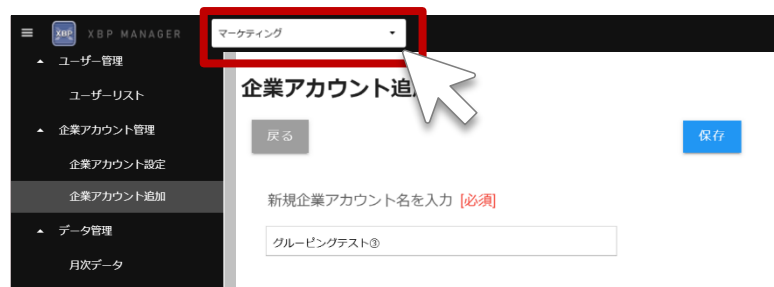 XBP XBP MANAGER
マーケティング
ユーザー管理
ユーザーリスト
企業アカウント管理
企業アカウント設定
企業アカウント追加
データ管理
月次データ
企業アカウント追
戻る
保存
新規企業アカウント名を入力 [必須]
グルーピングテスト③